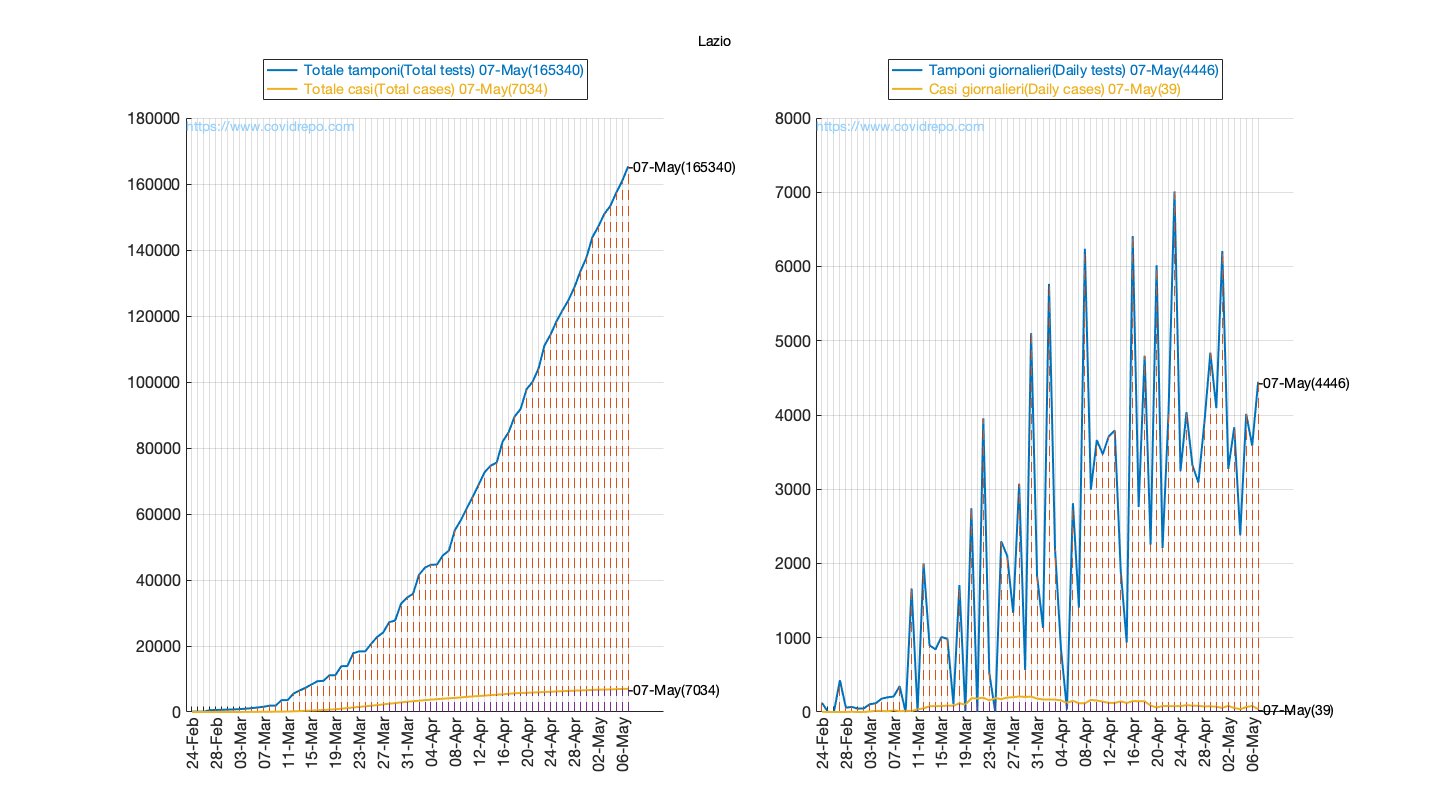 Lazio
Totale tamponi(Total tests) 07-May(165340)
Totale casi(Total cases) 07-May(7034)
https://www.covidrepo.com
180000
160000
140000
120000
100000
80000
60000
40000
20000
0
07-May(165340)
07-May(7034)
24-Feb
28-Feb
03-Mar
07-Mar
11-Mar
15-Mar
19-Mar
23-Mar
27-Mar
31-Mar
04-Apr
08-Apr
12-Apr
16-Apr
20-Apr
24-Apr
28-Apr
02-May
06-May
Tamponi giornalieri(Daily tests) 07-May(4446)
Casi giornalieri(Daily cases) 07-May(39)
https://www.covidrepo.com
8000
7000
6000
5000
4000
3000
2000
1000
0
07-May(4446)
07-May(39)
24-Feb
28-Feb
03-Mar
07-Mar
11-Mar
15-Mar
19-Mar
23-Mar
27-Mar
31-Mar
04-Apr
08-Apr
12-Apr
16-Apr
20-Apr
24-Apr
28-Apr
02-May
06-May